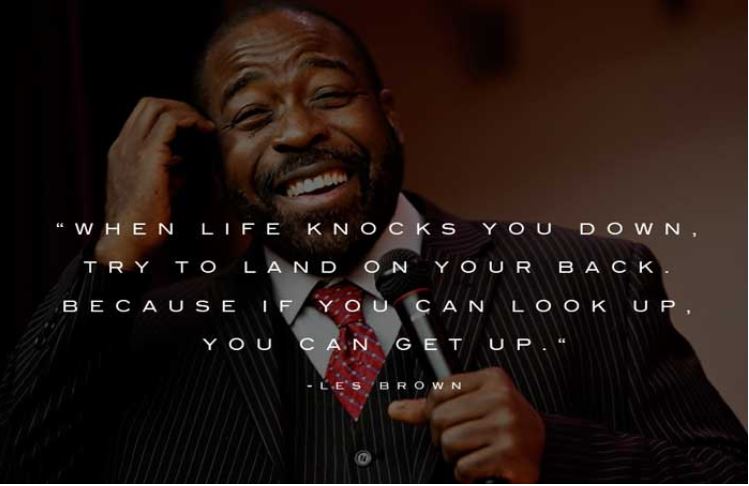 “WHEN LIFE KNOCKS YOU DOWN,
TRY TO LAND ON YOUR BACK.
BECAUSE IF YOU CAN LOOK UP,
YOU CAN GET UP.“
-LES BROWN